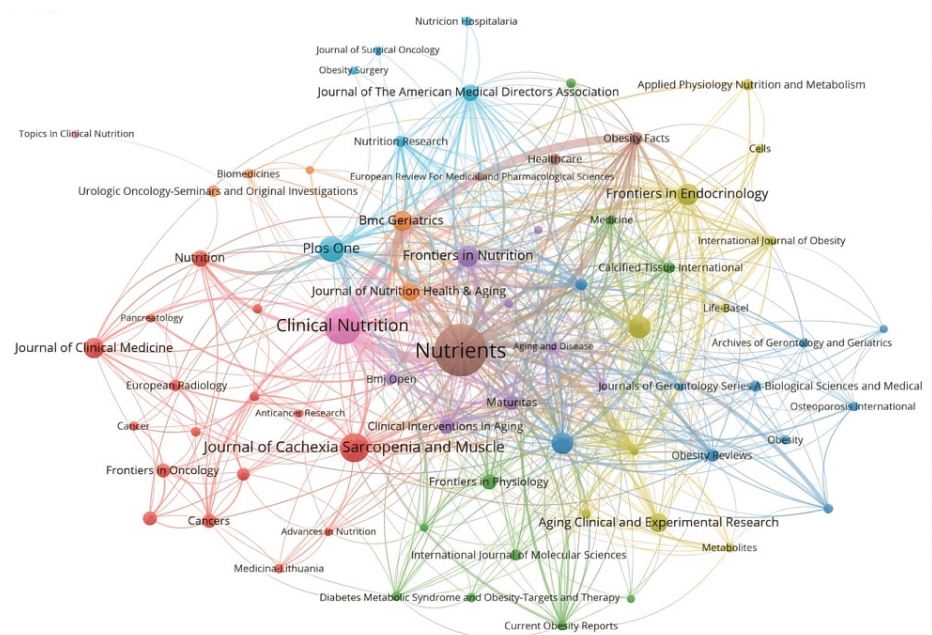 Nutricion Hospitalaria
Journal of Surgical Oncology
Obesity Surgery
Journal of The American Medical Directors Association
Applied Physiology Nutrition and Metabolism
Topics In Clinical Nutrition
Nutrition Research
Obesity Facts
Cells
Healthcare
Biomedicines
European Review For Medical and Pharmacological Sciences
Urologic Oncology-Seminars and Original Investigations
Frontiers in Endocrinology
Bmc Geriatrics
Medicine
Plos One
International Journal of Obesity
Nutrition
Frontiers in Nutrition
Calcified Tissue International
Journal of Nutrition Health & Aging
Life-Basel
Pancreatology
Clinical Nutrition
Journal of Clinical Medicine
Nutrients
Aging and Disease
Archives of Gerontology and Geriatrics
Bmj Open
European Radiology
Journals of Gerontology Series A-Biological Sciences and Medical
Maturitas
Osteoporosis International
Anticancer Research
Cancer
Clinical Interventions in Aging
Obesity
Journal of Cachexia Sarcopenia and Muscle
Obesity Reviews
Frontiers in Oncology
Frontiers in Physiology
Cancers
Aging Clinical and Experimental Research
Advances in Nutrition
Metabolites
International Journal of Molecular Sciences
Medicina-Lithuania
Diabetes Metabolic Syndrome and Obesity-Targets and Therapy
Current Obesity Reports